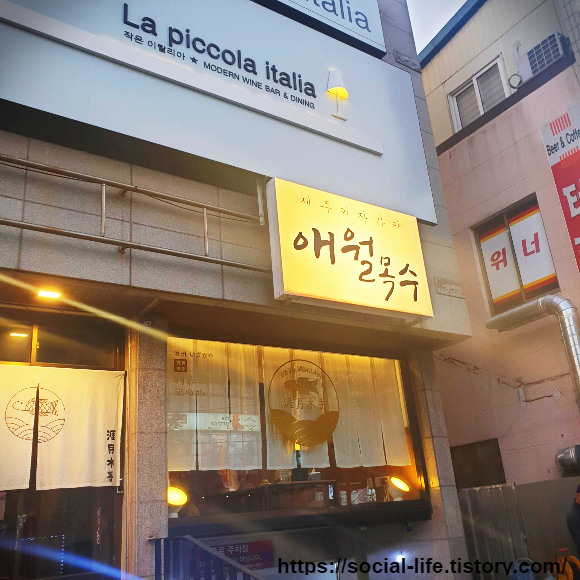 italia
La piccola italia
작은 이탈리아 ★ MODERN WINE BAR & DINING
Beer & Coffee
제주이자카야
애월목수
위너
涯月木手
https://social-life.tistory.com/